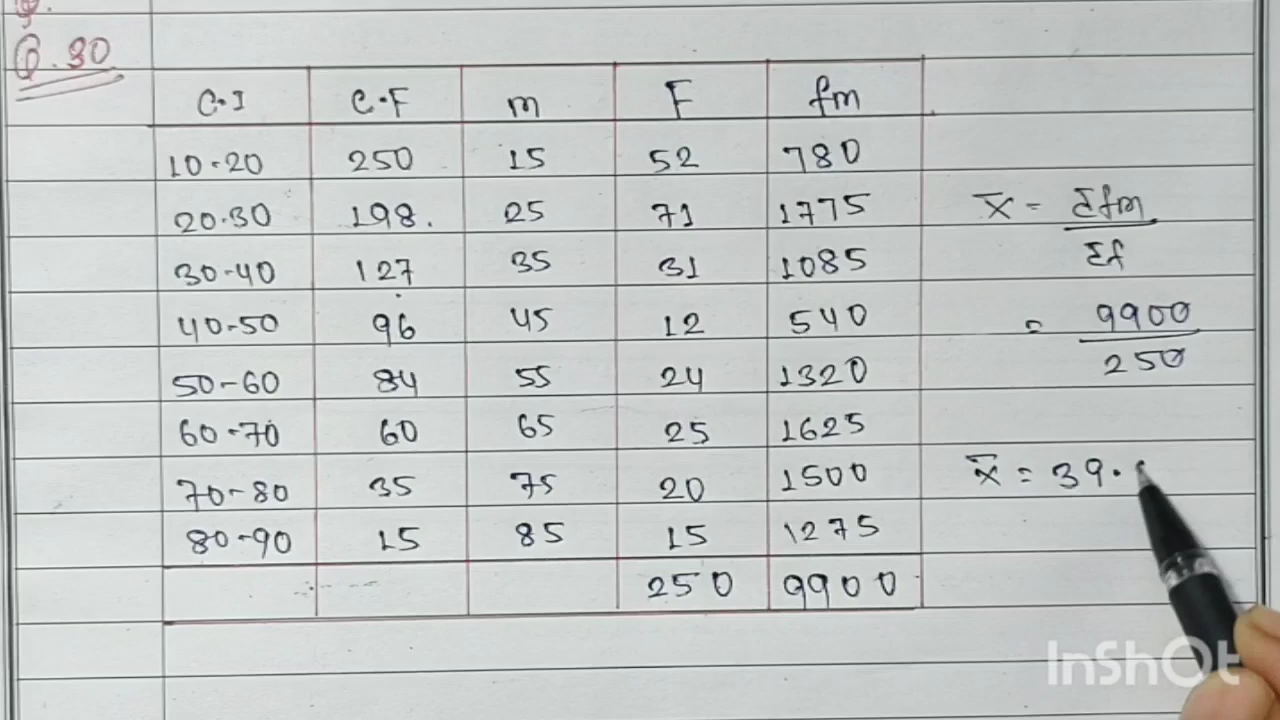 Q.30
C.I C.F m F fm
10-20 250 15 52 780
20-30 198. 25 71 1775
x̄ = Σfm
30-40 127 35 31 1085
Σf
40-50 96 45 12 540
= 9900
50-60 84 55 24 1320
250
60-70 60 65 25 1625
70-80 35 75 20 1500
x̄ = 39.
80-90 15 85 15 1275
250 9900
InShOt